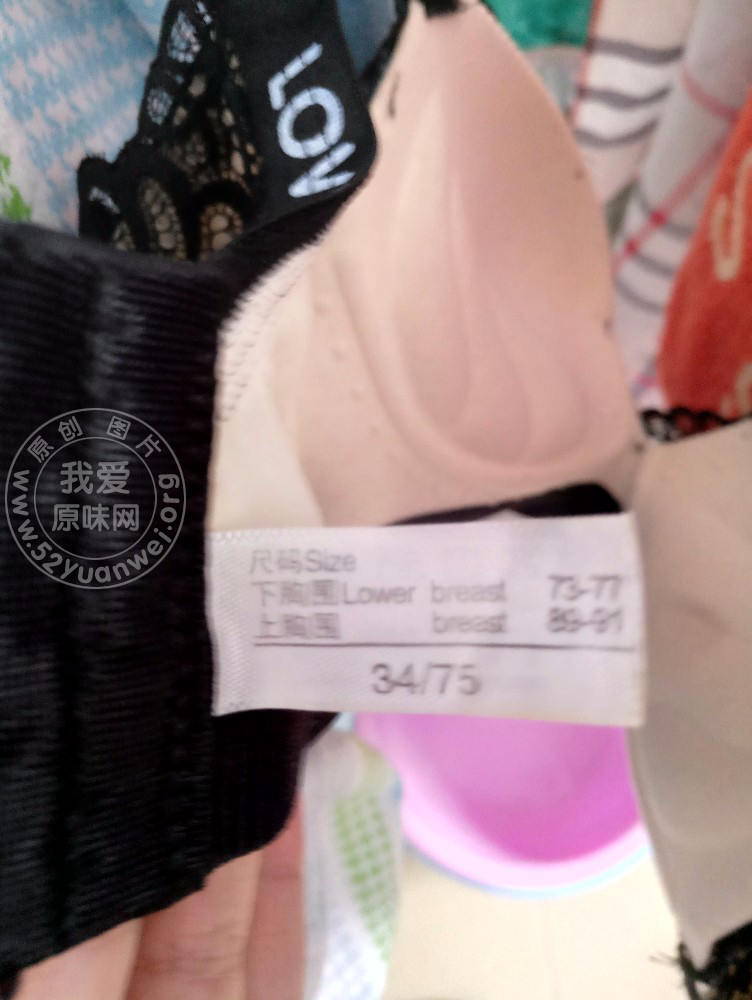 LOV
原创图片
我爱
原味网
www.52yuanwei.org
尺码Size
下胸围Lower breast 73-77
上胸围 breast 89-91
34/75